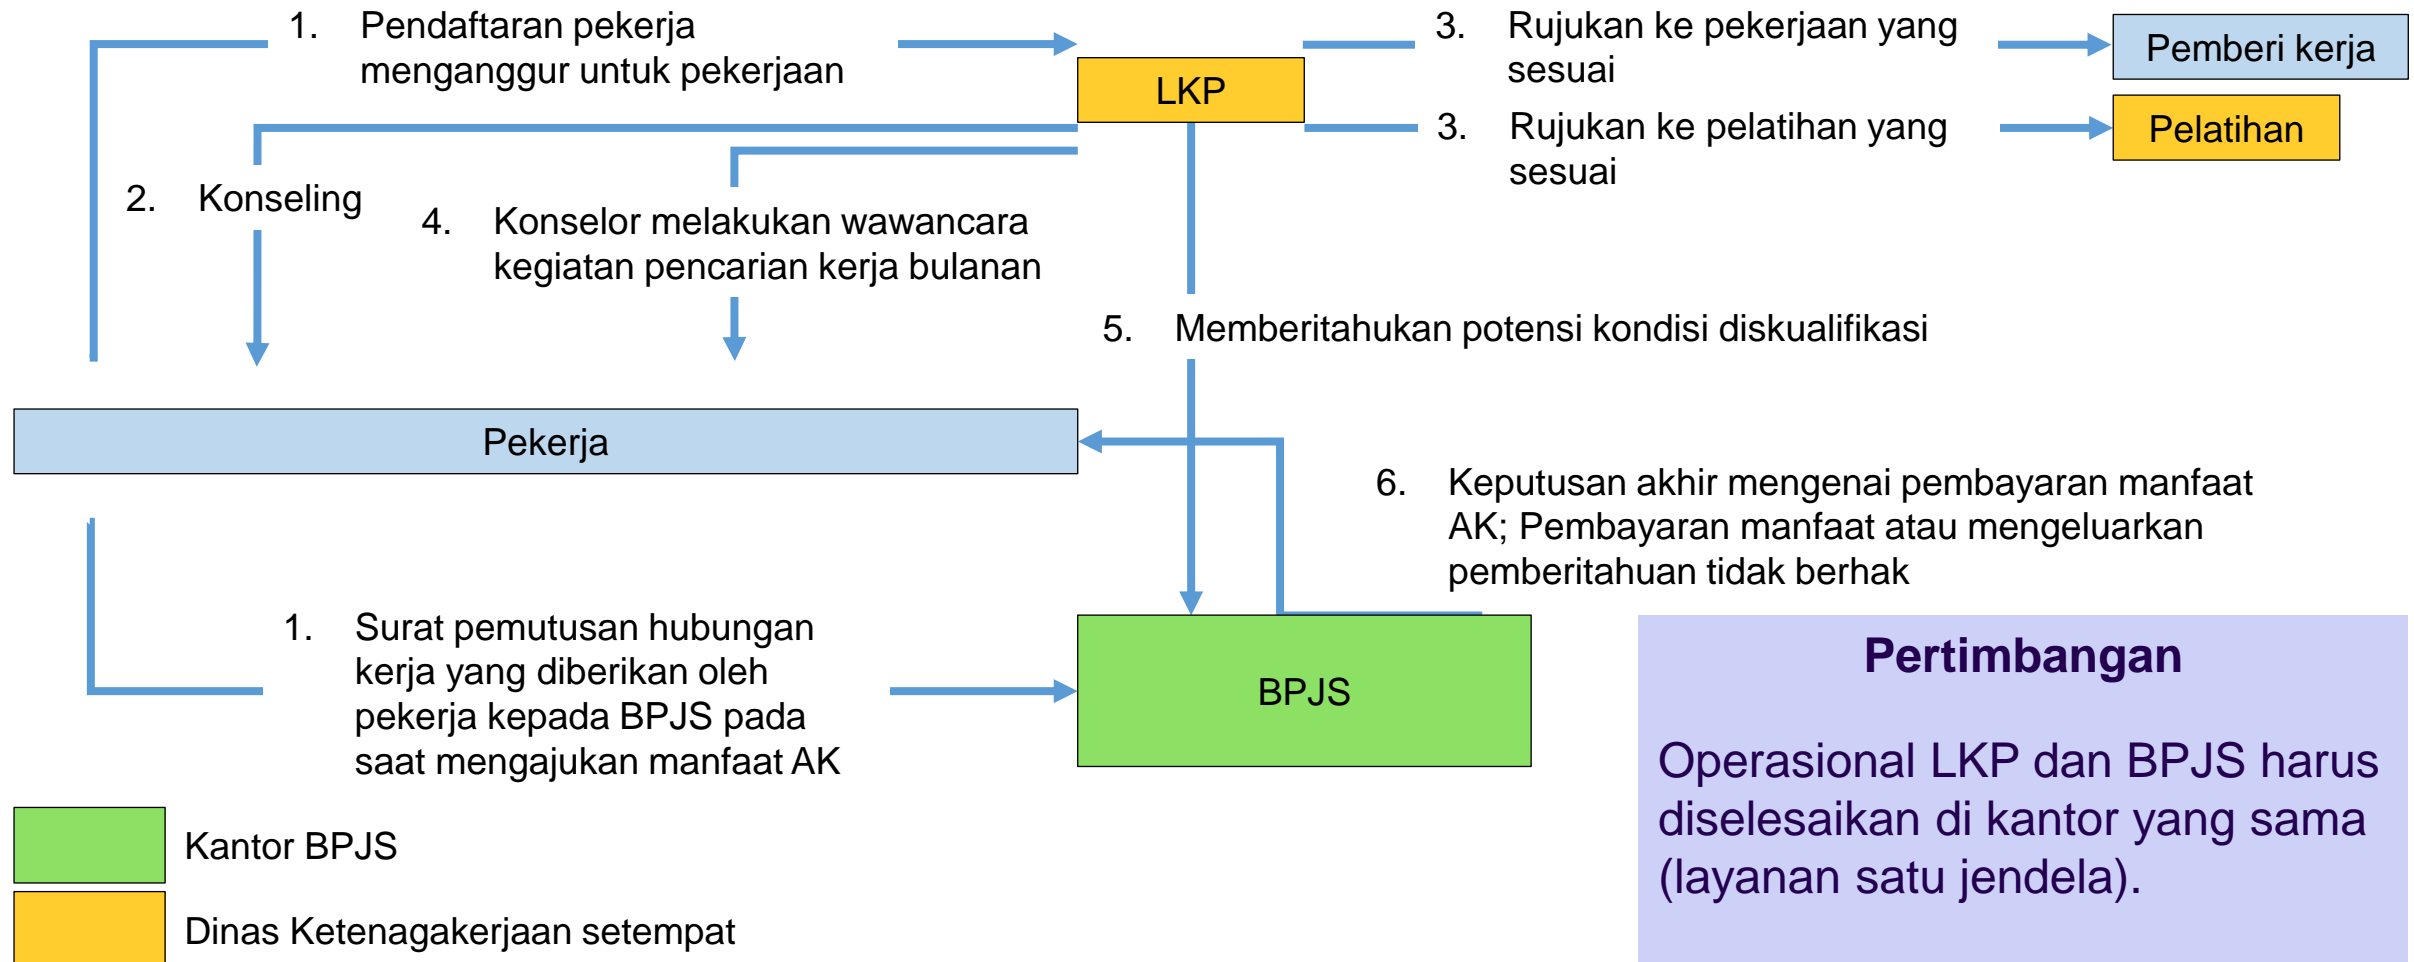 1. Pendaftaran pekerja
menganggur untuk pekerjaan
LKP
3. Rujukan ke pekerjaan yang
sesuai
Pemberi kerja
3. Rujukan ke pelatihan yang
sesuai
Pelatihan
2. Konseling
4. Konselor melakukan wawancara
kegiatan pencarian kerja bulanan
5. Memberitahukan potensi kondisi diskualifikasi
Pekerja
6. Keputusan akhir mengenai pembayaran manfaat
AK; Pembayaran manfaat atau mengeluarkan
pemberitahuan tidak berhak
1. Surat pemutusan hubungan
kerja yang diberikan oleh
pekerja kepada BPJS pada
saat mengajukan manfaat AK
BPJS
Pertimbangan
Operasional LKP dan BPJS harus
diselesaikan di kantor yang sama
(layanan satu jendela).
Kantor BPJS
Dinas Ketenagakerjaan setempat